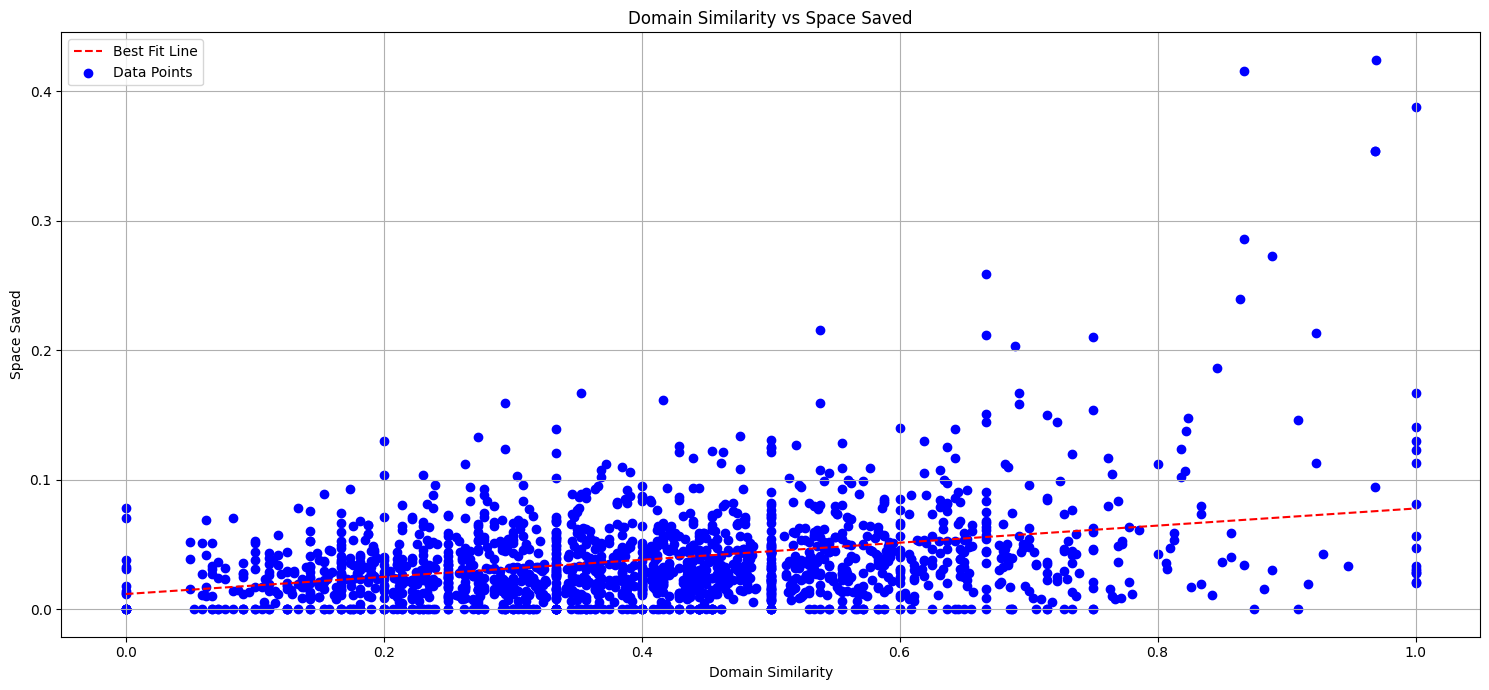 Domain Similarity vs Space Saved
Best Fit Line
Data Points
Space Saved
0.4
0.3
0.2
0.1
0.0
0.0 0.2 0.4 0.6 0.8 1.0
Domain Similarity